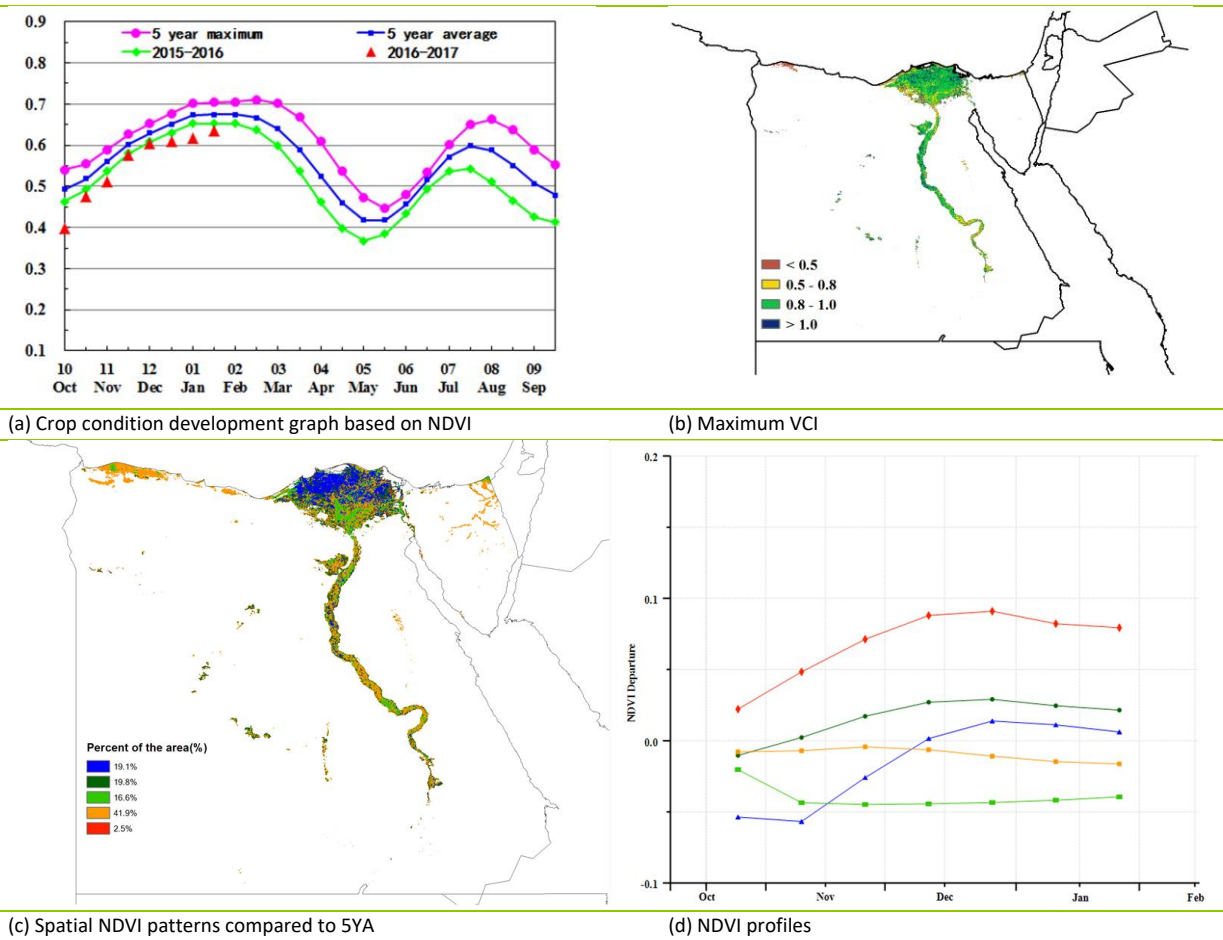 0.9
0.8
0.7
0.6
0.5
0.4
0.3
0.2
0.1
5 year maximum
5 year average
2015-2016
2016-2017
10 11 12 01 02 03 04 05 06 07 08 09
Oct Nov Dec Jan Feb Mar Apr May Jun Jul Aug Sep
< 0.5
0.5 - 0.8
0.8 - 1.0
> 1.0
(a) Crop condition development graph based on NDVI
(b) Maximum VCI
Percent of the area(%)
19.1%
19.8%
16.6%
41.9%
2.5%
0.2
0.1
0.0
-0.1
NDVI Departure
Oct Nov Dec Jan Feb
(c) Spatial NDVI patterns compared to 5YA
(d) NDVI profiles